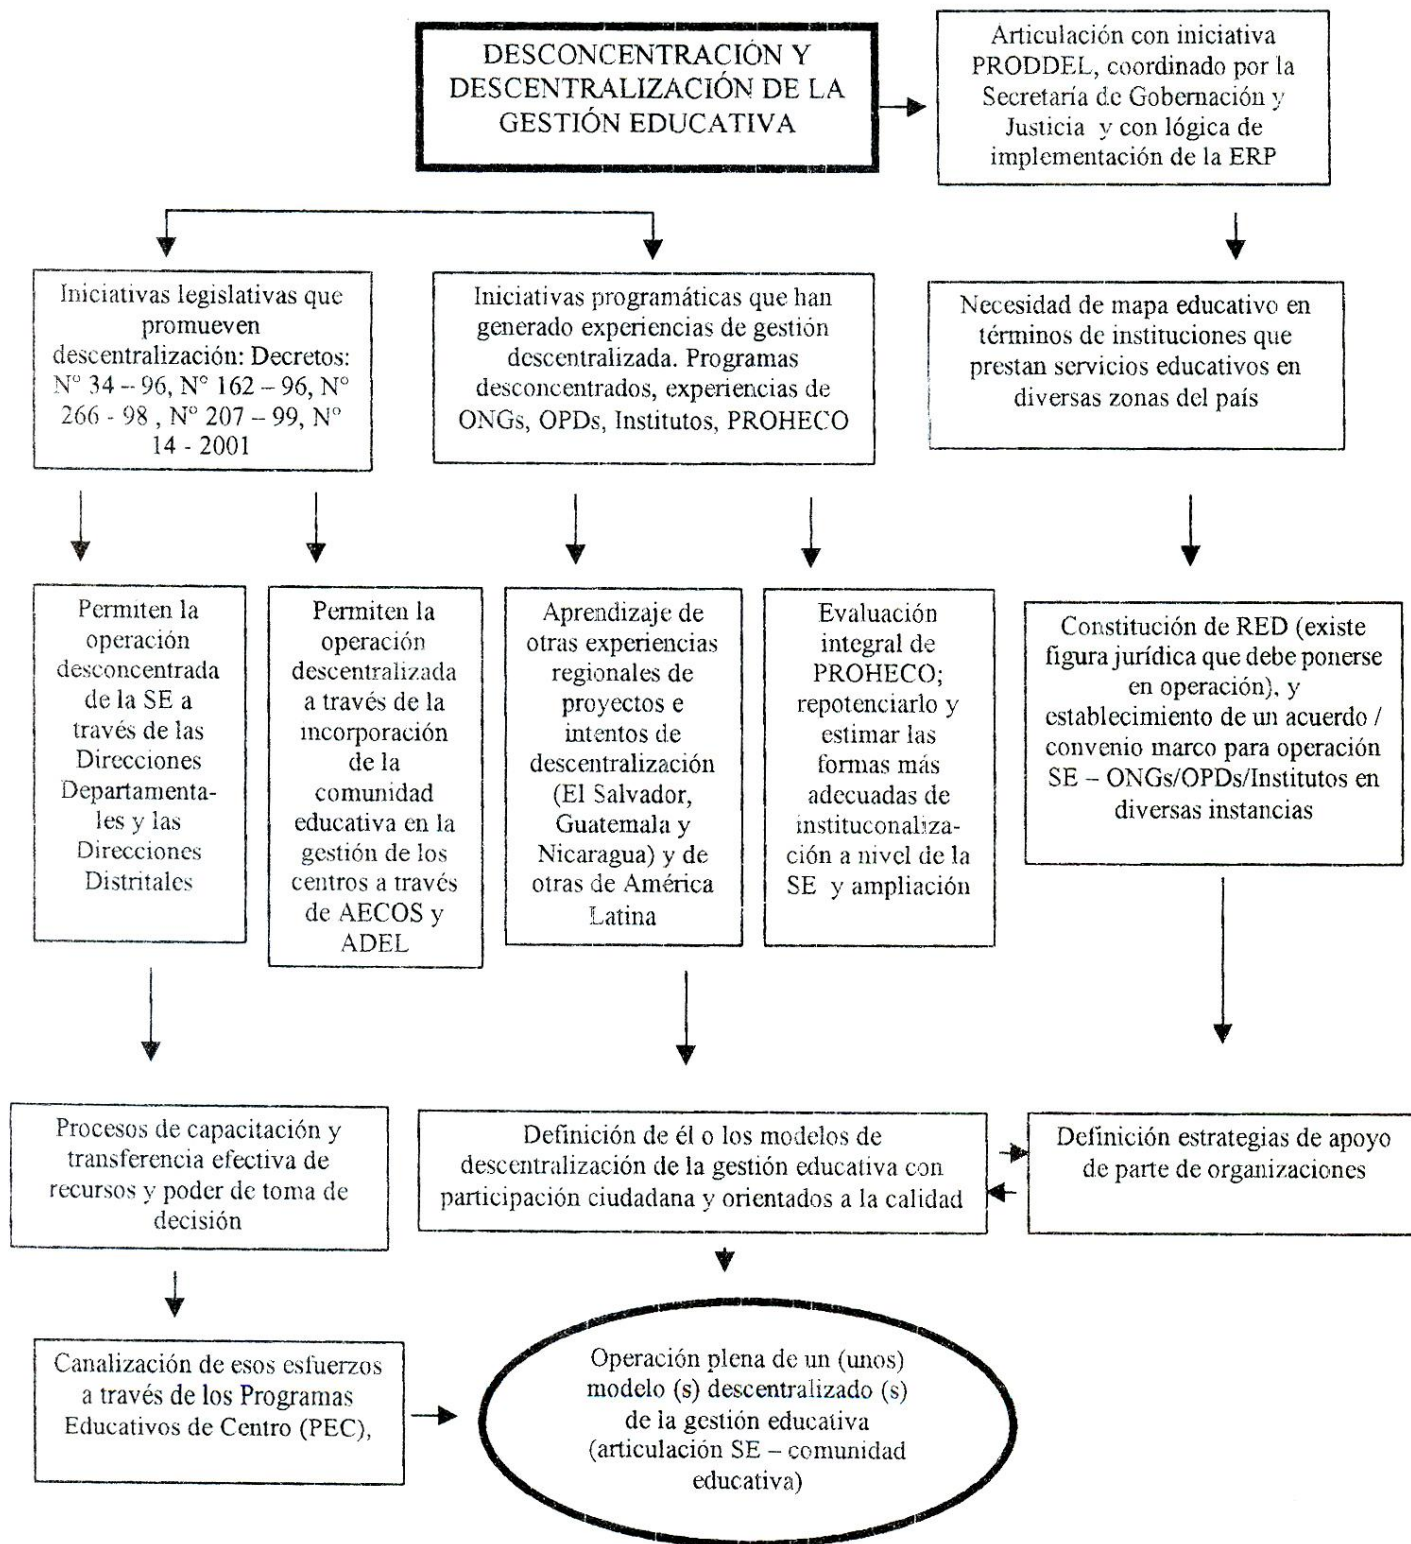 DESCONCENTRACIÓN Y
DESCENTRALIZACIÓN DE LA
GESTIÓN EDUCATIVA
Articulación con iniciativa
PRODDEL, coordinado por la
Secretaría de Gobernación y
Justicia y con lógica de
implementación de la ERP
Iniciativas legislativas que
promueven
descentralización: Decretos:
N° 34 – 96, N° 162 – 96, N°
266 - 98 , N° 207 – 99, N°
14 - 2001
Iniciativas programáticas que han
generado experiencias de gestión
descentralizada. Programas
desconcentrados, experiencias de
ONGs, OPDs, Institutos, PROHECO
Necesidad de mapa educativo en
términos de instituciones que
prestan servicios educativos en
diversas zonas del país
Permiten la
operación
desconcentrada
de la SE a
través de las
Direcciones
Departamenta-
les y las
Direcciones
Distritales
Permiten la
operación
descentralizada
a través de la
incorporación
de la
comunidad
educativa en la
gestión de los
centros a través
de AECOS y
ADEL
Aprendizaje de
otras experiencias
regionales de
proyectos e
intentos de
descentralización
(El Salvador,
Guatemala y
Nicaragua) y de
otras de América
Latina
Evaluación
integral de
PROHECO;
repotenciarlo y
estimar las
formas más
adecuadas de
instituconaliza-
ción a nivel de la
SE y ampliación
Constitución de RED (existe
figura jurídica que debe ponerse
en operación), y
establecimiento de un acuerdo /
convenio marco para operación
SE – ONGs/OPDs/Institutos en
diversas instancias
Procesos de capacitación y
transferencia efectiva de
recursos y poder de toma de
decisión
Definición de él o los modelos de
descentralización de la gestión educativa con
participación ciudadana y orientados a la calidad
Definición estrategias de apoyo
de parte de organizaciones
Canalización de esos esfuerzos
a través de los Programas
Educativos de Centro (PEC),
Operación plena de un (unos)
modelo (s) descentralizado (s)
de la gestión educativa
(articulación SE – comunidad
educativa)